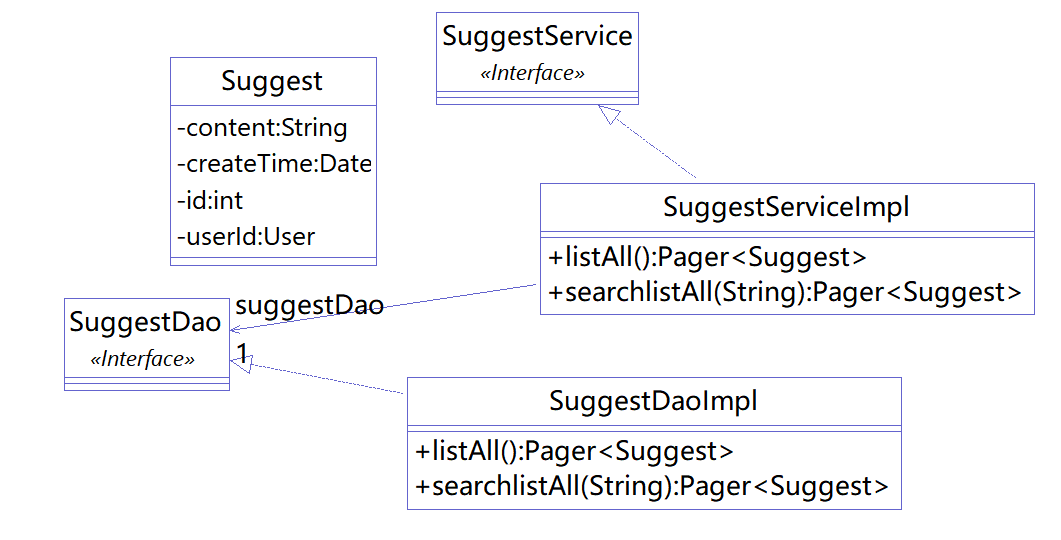 SuggestService
«Interface»
Suggest
-content:String
-createTime:Date
-id:int
-userId:User
SuggestServiceImpl
+listAll():Pager<Suggest>
+searchlistAll(String):Pager<Suggest>
suggestDao
1
SuggestDao
«Interface»
SuggestDaoImpl
+listAll():Pager<Suggest>
+searchlistAll(String):Pager<Suggest>